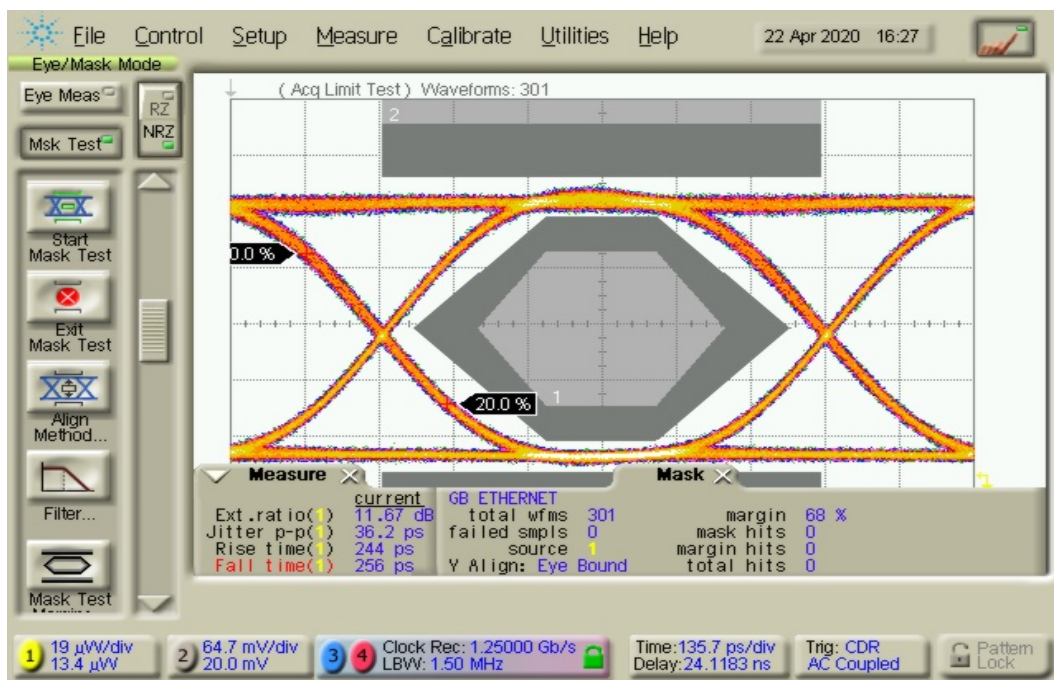 File Control Setup Measure Calibrate Utilities Help 22 Apr 2020 16:27
Eye/Mask Mode
Eye Meas
RZ
NRZ
Msk Test
Start
Mask Test
Exit
Mask Test
Align
Method...
Filter...
Mask Test
( Acq Limit Test ) Waveforms: 301
2
0.0 %
20.0 %
1
Measure
current
Ext.ratio(1) 11.67 dB
Jitter p-p(1) 36.2 ps
Rise time(1) 244 ps
Fall time(1) 256 ps
Mask
GB ETHERNET
total wfms 301 margin 68 %
failed smpls 0 mask hits 0
source 1 margin hits 0
Y Align: Eye Bound total hits 0
1 19 µW/div
13.4 µW
2 64.7 mV/div
20.0 mV
3 4 Clock Rec: 1.25000 Gb/s
LBW: 1.50 MHz
Time:135.7 ps/div
Delay:24.1183 ns
Trig: CDR
AC Coupled
Pattern
Lock